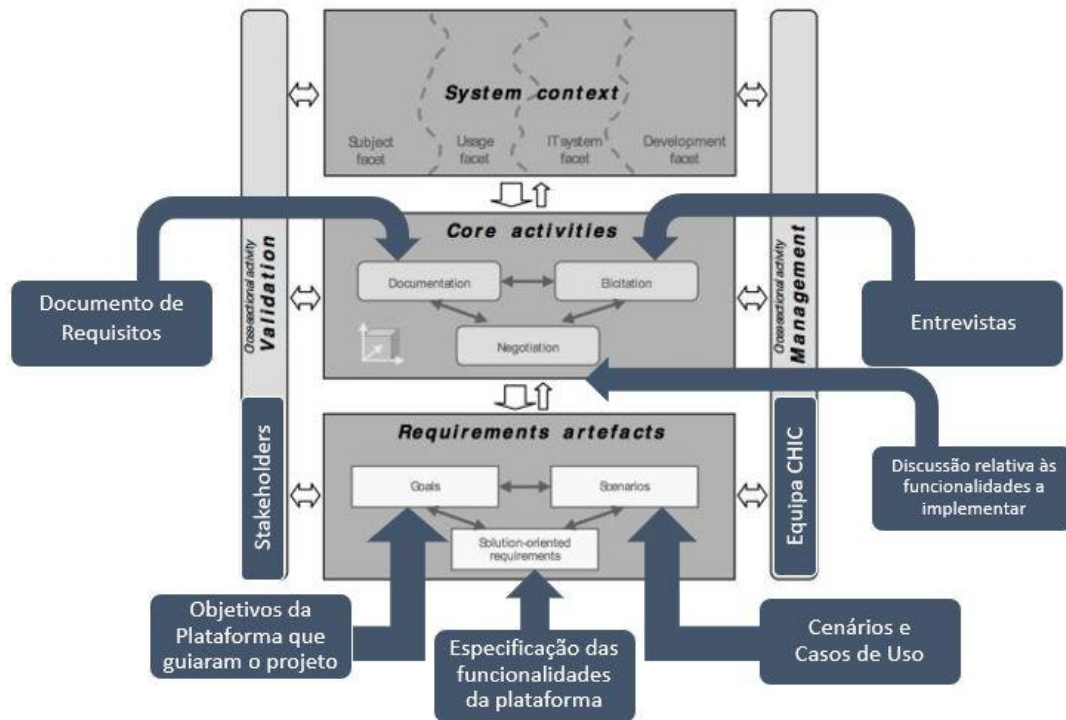 System context
Subject
facet
Usage
facet
IT system
facet
Development
facet
Core activities
Documentation
Elicitation
Negotiation
Cross-sectional activity
Validation
Cross-sectional activity
Management
Documento de
Requisitos
Entrevistas
Discussão relativa às
funcionalidades a
implementar
Requirements artefacts
Goals
Scenarios
Solution-oriented
requirements
Stakeholders
Equipa CHIC
Objetivos da
Plataforma que
guiaram o projeto
Especificação das
funcionalidades
da plataforma
Cenários e
Casos de Uso